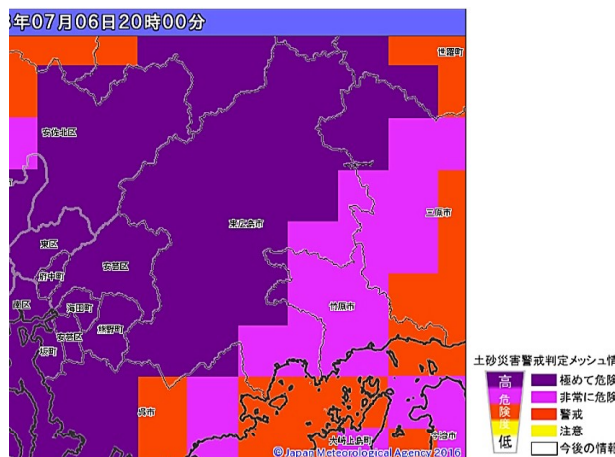 年07月06日20時00分
世羅町
安佐北区
三原市
東広島市
東区
府中町
安芸区
竹原市
南区
海田町
安芸区
熊野町
坂町
呉市
大崎上島町
今治市
© Japan Meteorological Agency 2016
土砂災害警戒判定メッシュ情
高
危険度
低
極めて危険
非常に危険
警戒
注意
今後の情報